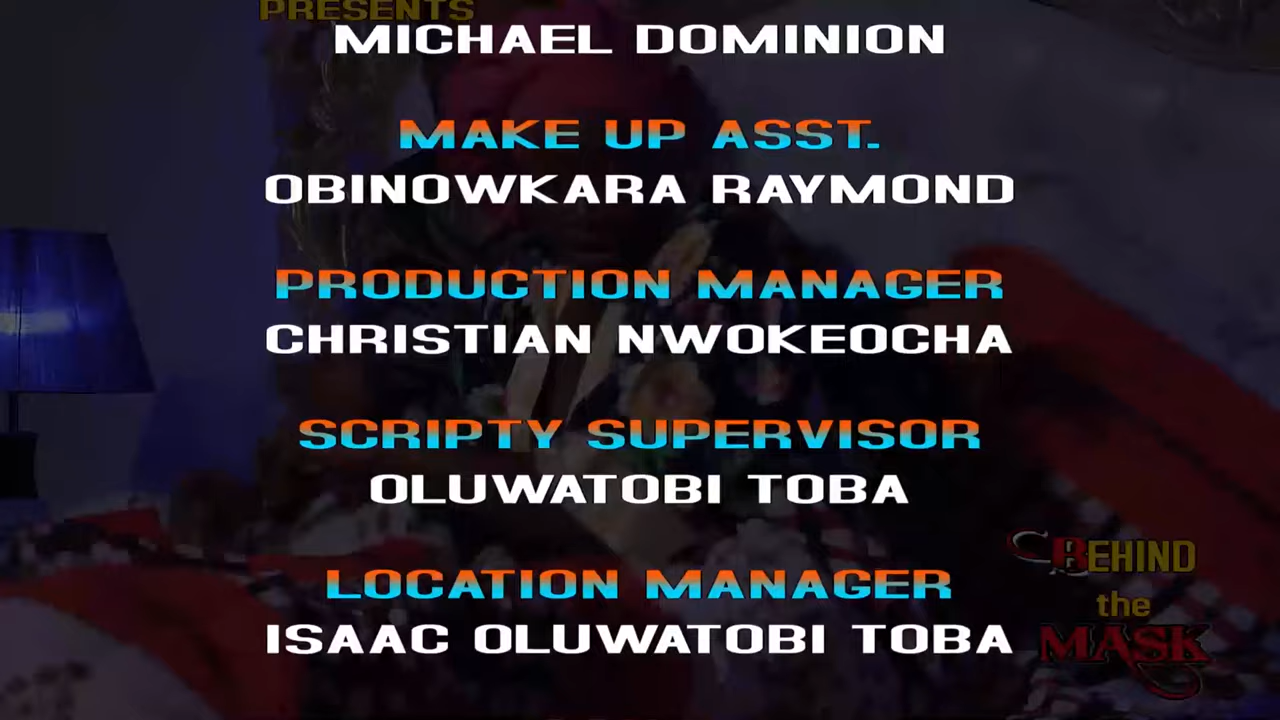 PRESENTS
MICHAEL DOMINION
MAKE UP ASST.
OBINOWKARA RAYMOND
PRODUCTION MANAGER
CHRISTIAN NWOKEOCHA
SCRIPTY SUPERVISOR
OLUWATOBI TOBA
LOCATION MANAGER
ISAAC OLUWATOBI TOBA
BEHIND
the
MASK